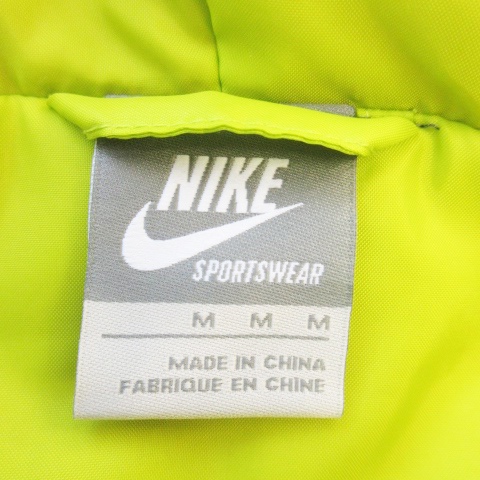 NIKE
SPORTSWEAR
M M M
MADE IN CHINA
FABRIQUE EN CHINE